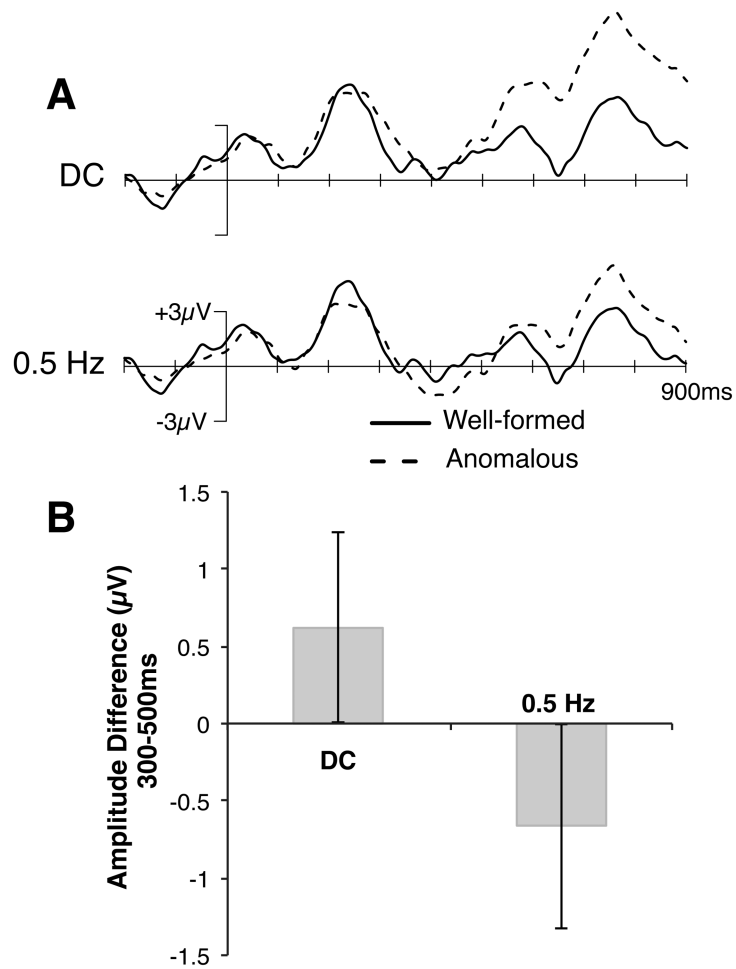 A
DC
+3µV
0.5 Hz
900ms
-3µV
Well-formed
Anomalous
B
Amplitude Difference (µV)
300-500ms
1.5
1
0.5
0
-0.5
-1
-1.5
DC
0.5 Hz